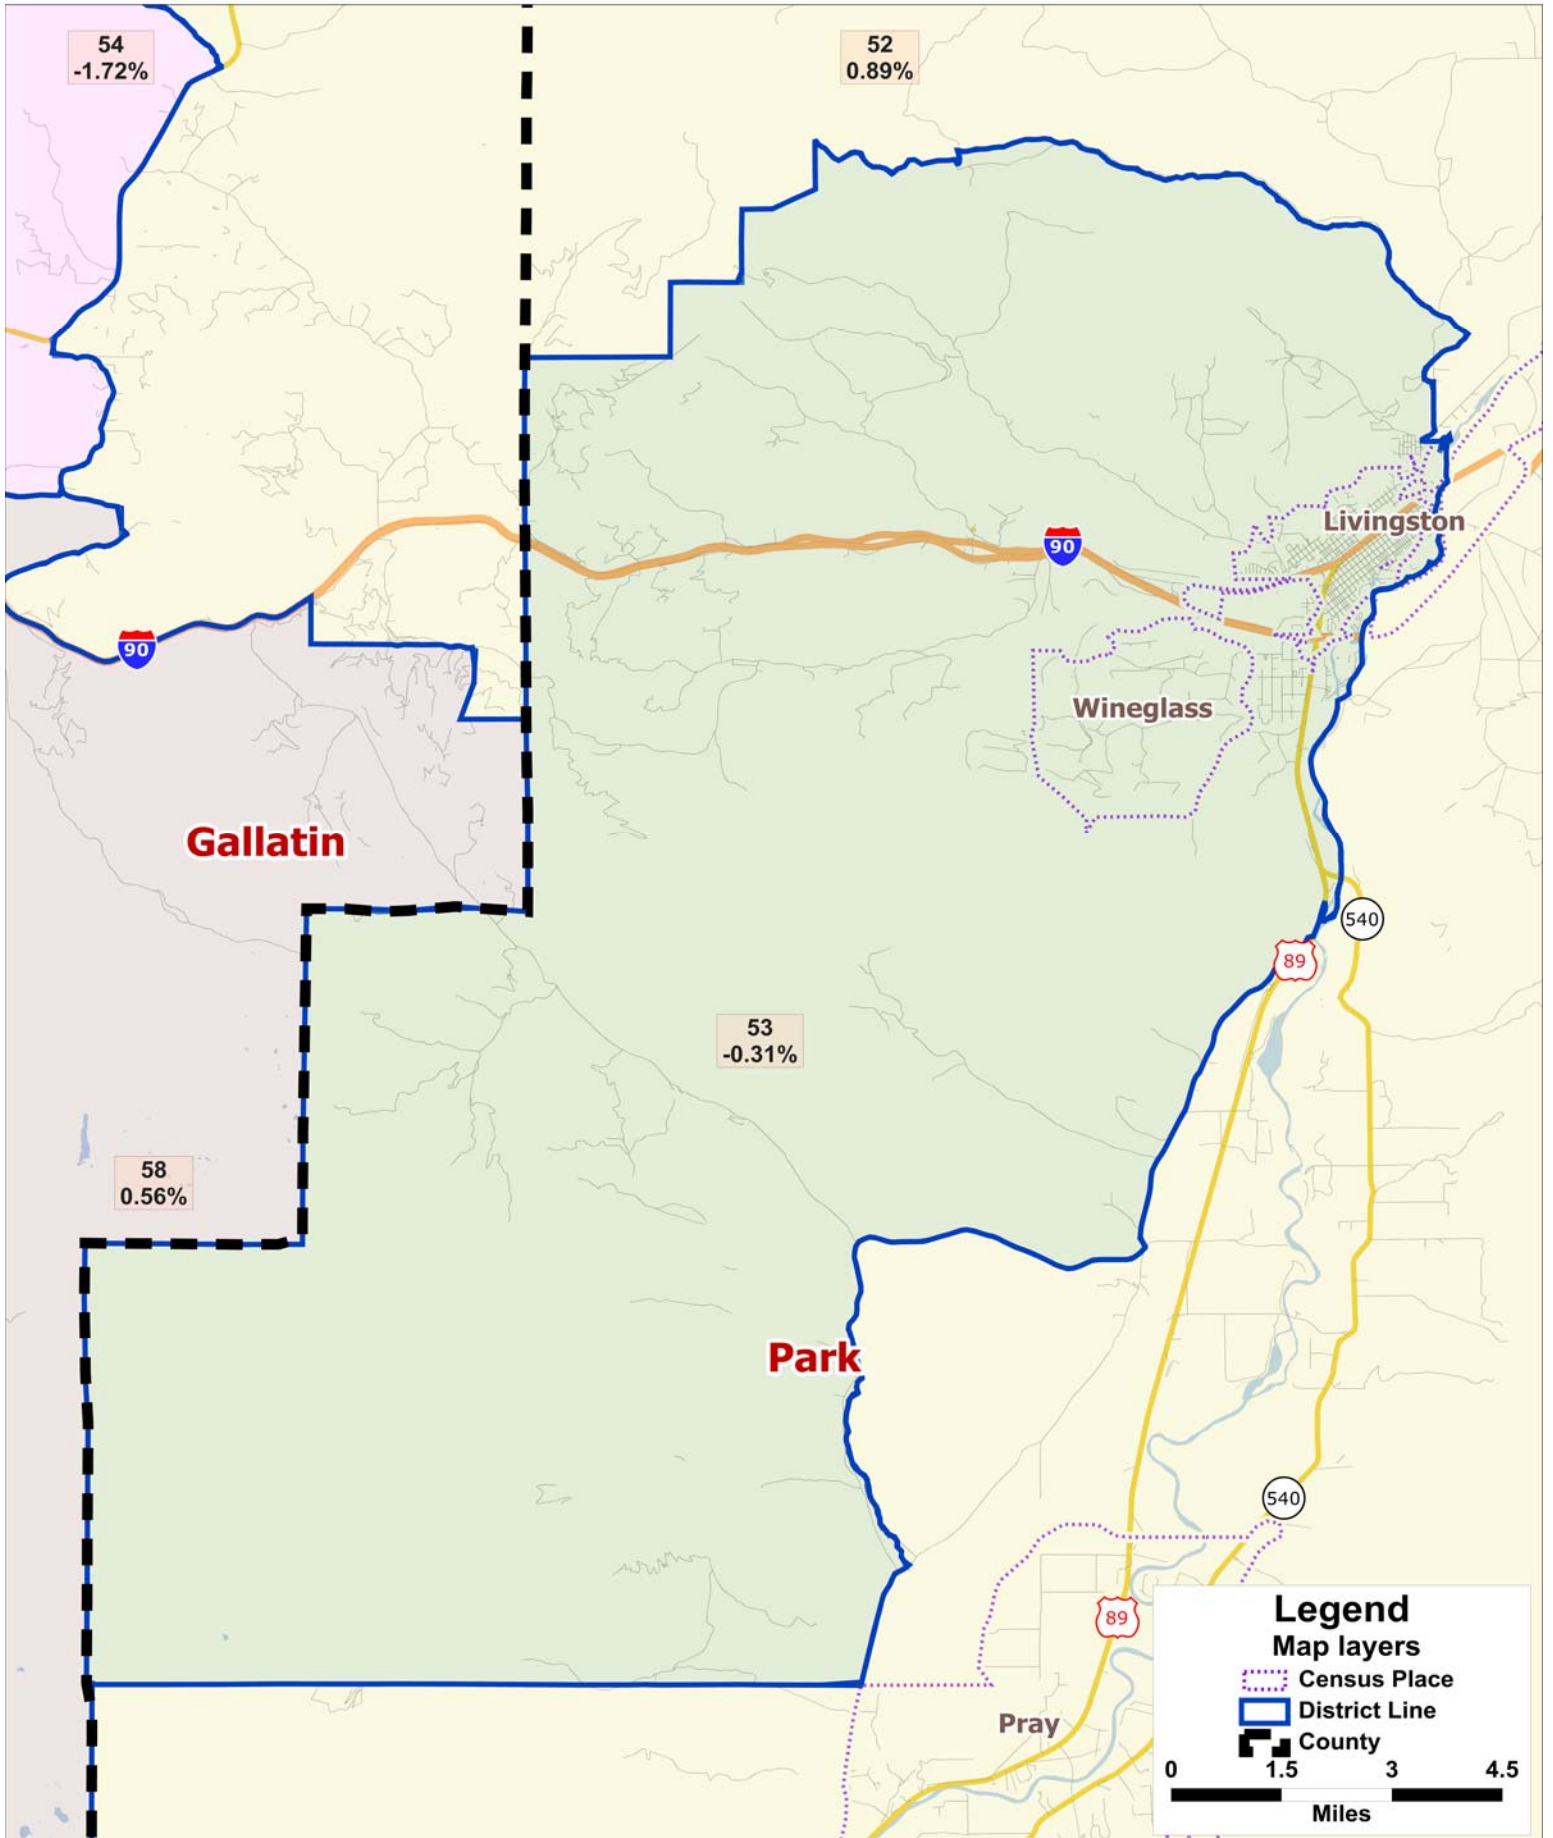 54
-1.72%
52
0.89%
Livingston
90
90
Wineglass
Gallatin
540
89
53
-0.31%
58
0.56%
Park
540
89
Pray
Legend
Map layers
Census Place
District Line
County
0 1.5 3 4.5
Miles